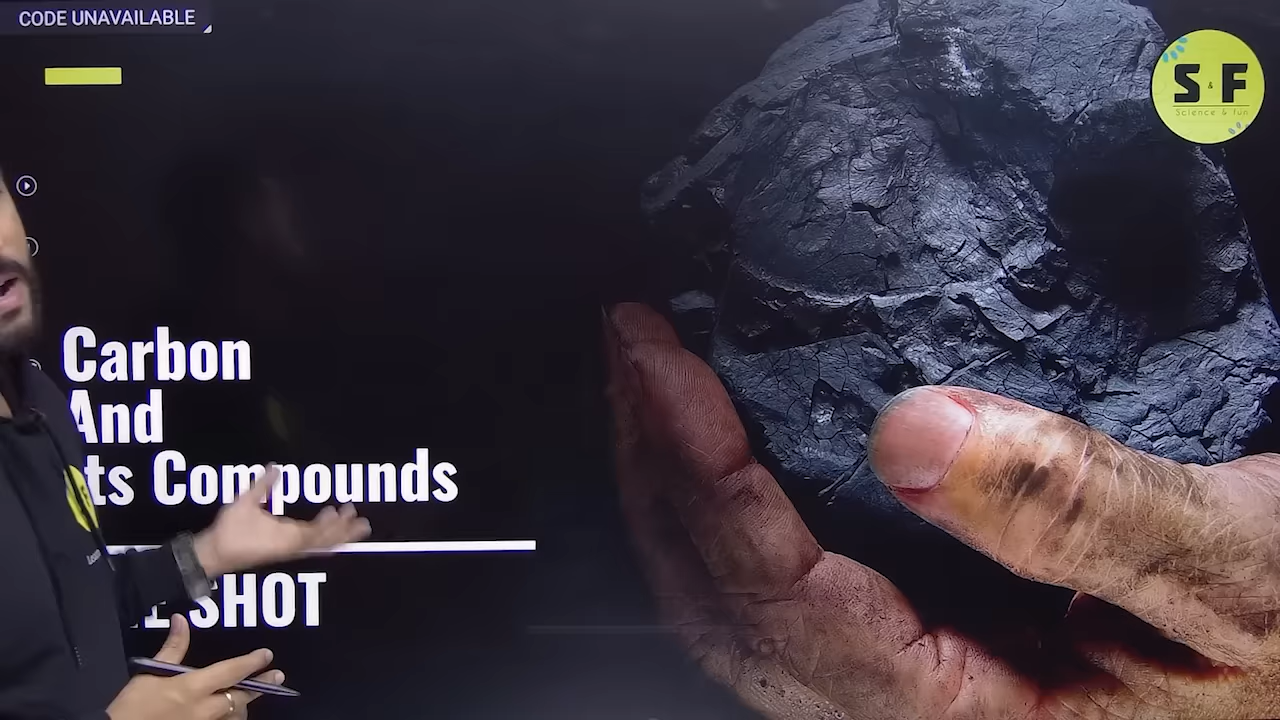 CODE UNAVAILABLE
S & F
Science & fun
Carbon
And
ts Compounds
SHOT